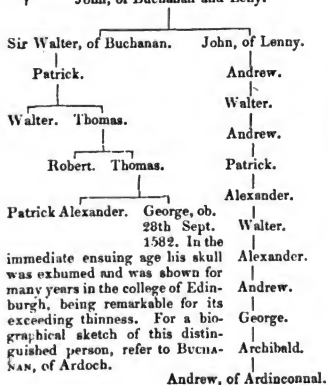 John, of Buchanan and Leny.
Sir Walter, of Buchanan. John, of Lenny.
Patrick. Andrew.
Walter.
Walter. Thomas.
Andrew.
Robert. Thomas. Patrick.
Alexander.
Patrick Alexander. George, ob.
28th Sept. Walter.
1582. In the
immediate ensuing age his skull Alexander.
was exhumed and was shown for
many years in the college of Edin- Andrew.
burgh, being remarkable for its
exceeding thinness. For a bio- George.
graphical sketch of this distin-
guished person, refer to BUCHA- Archibald.
NAN, of Ardoch.
Andrew, of Ardinconnal.